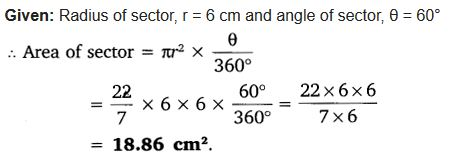 Given: Radius of sector, r = 6 cm and angle of sector, θ = 60°
∴ Area of sector = πr² × θ/360°
= 22/7 × 6 × 6 × 60°/360° = 22×6×6/7×6
= 18.86 cm².